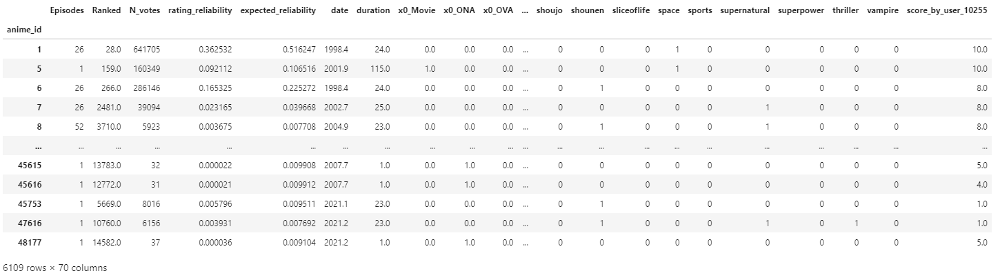 Episodes Ranked N_votes rating_reliability expected_reliability date duration x0_Movie x0_ONA x0_OVA ... shoujo shounen sliceoflife space sports supernatural superpower thriller vampire score_by_user_10255
anime_id
1 26 28.0 641705 0.362532 0.516247 1998.4 24.0 0.0 0.0 0.0 ... 0 0 0 1 0 0 0 0 0 10.0
5 1 159.0 160349 0.092112 0.106516 2001.9 115.0 1.0 0.0 0.0 ... 0 0 0 1 0 0 0 0 0 10.0
6 26 266.0 286146 0.165325 0.225272 1998.4 24.0 0.0 0.0 0.0 ... 0 1 0 0 0 0 0 0 0 8.0
7 26 2481.0 39094 0.023165 0.039668 2002.7 25.0 0.0 0.0 0.0 ... 0 0 0 0 0 1 0 0 0 8.0
8 52 3710.0 5923 0.003675 0.007708 2004.9 23.0 0.0 0.0 0.0 ... 0 1 0 0 0 1 0 0 0 8.0
... ... ... ... ... ... ... ... ... ... ... ... ... ... ... ... ... ... ... ... ... ...
45615 1 13783.0 32 0.000022 0.009908 2007.7 1.0 0.0 1.0 0.0 ... 0 0 0 0 0 0 0 0 0 5.0
45616 1 12772.0 31 0.000021 0.009912 2007.7 1.0 0.0 1.0 0.0 ... 0 0 0 0 0 0 0 0 0 4.0
45753 1 5669.0 8016 0.005796 0.009511 2021.1 23.0 0.0 0.0 0.0 ... 0 1 0 0 0 0 0 0 0 1.0
47616 1 10760.0 6156 0.003931 0.007692 2021.2 23.0 0.0 0.0 0.0 ... 0 1 0 0 0 1 0 1 0 1.0
48177 1 14582.0 37 0.000036 0.009104 2021.2 1.0 0.0 1.0 0.0 ... 0 0 0 0 0 0 0 0 0 5.0
6109 rows × 70 columns